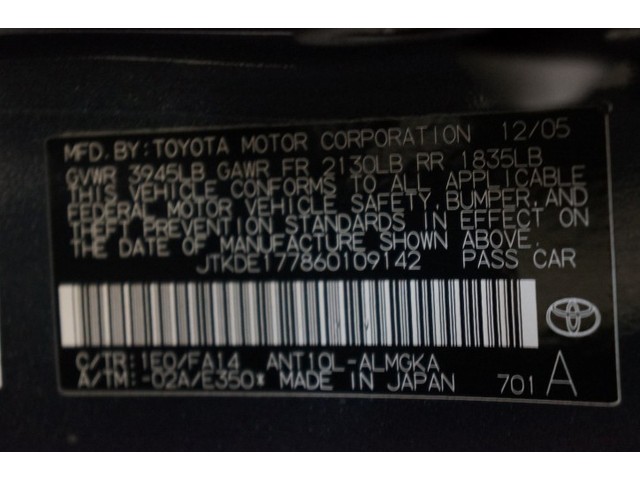 MFD. BY: TOYOTA MOTOR CORPORATION 12/05
GVWR 3945LB GAWR FR 2130LB RR 1835LB
THIS VEHICLE CONFORMS TO ALL APPLICABLE
FEDERAL MOTOR VEHICLE SAFETY, BUMPER, AND
THEFT PREVENTION STANDARDS IN EFFECT ON
THE DATE OF MANUFACTURE SHOWN ABOVE.
JTKDE177860109142 PASS CAR
C/TR: 1E0/FA14 ANT10L-ALMGKA
A/TM: -02A/E350* MADE IN JAPAN 701 A